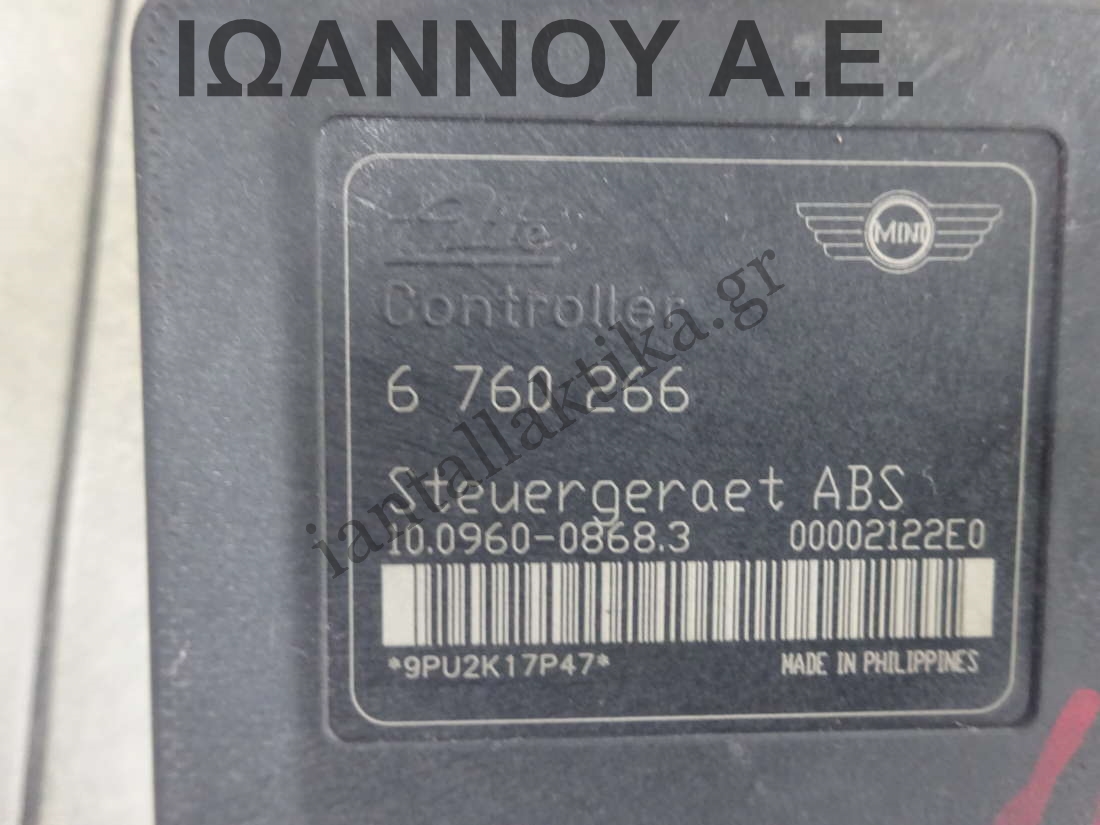 ΙΩΑΝΝΟΥ Α.Ε.
Ate
MINI
Controller
6 760 266
Steuergeraet ABS
10.0960-0868.3 00002122E0
*9PU2K17P47* MADE IN PHILIPPINES
iantallaktika.gr